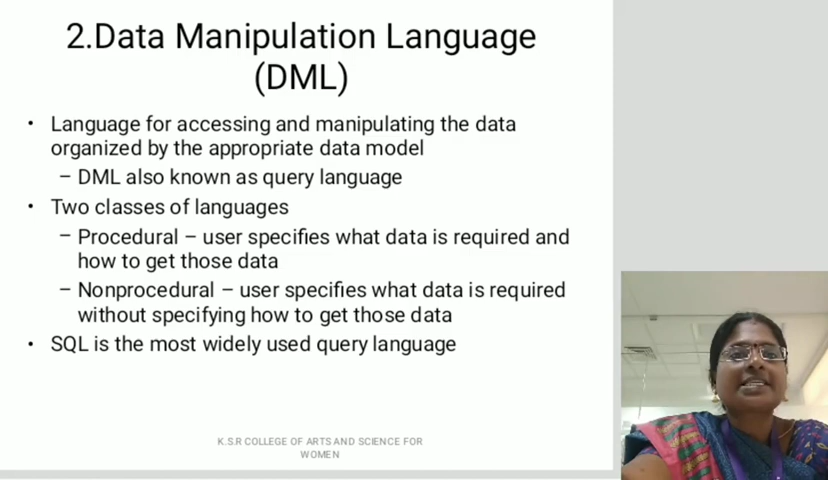 2.Data Manipulation Language
(DML)
• Language for accessing and manipulating the data
organized by the appropriate data model
– DML also known as query language
• Two classes of languages
– Procedural – user specifies what data is required and
how to get those data
– Nonprocedural – user specifies what data is required
without specifying how to get those data
• SQL is the most widely used query language
K.S.R COLLEGE OF ARTS AND SCIENCE FOR
WOMEN